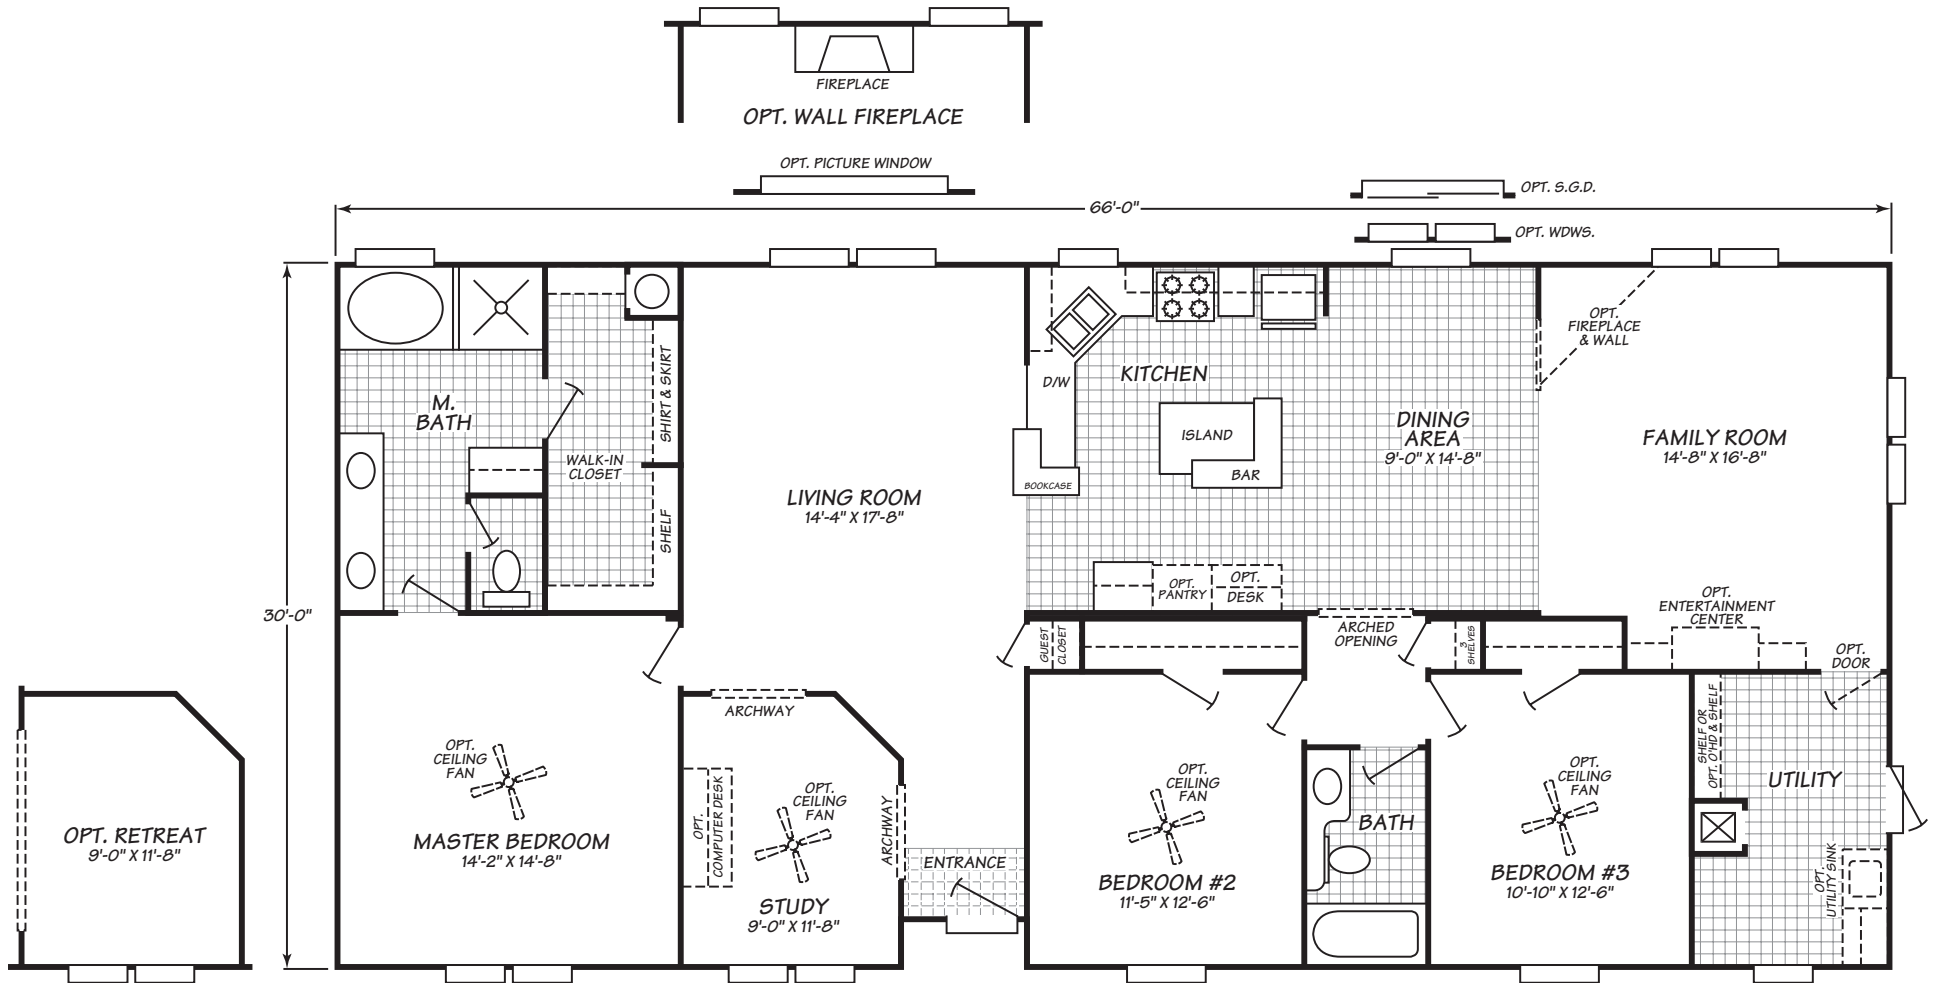 FIREPLACE
OPT. WALL FIREPLACE
OPT. PICTURE WINDOW
OPT. S.G.D.
66'-0"
OPT. WDWS.
30'-0"
M.
BATH
WALK-IN
CLOSET
SHIRT & SKIRT
SHELF
LIVING ROOM
14'-4" X 17'-8"
D/W
KITCHEN
ISLAND
BAR
BOOKCASE
OPT.
PANTRY
OPT.
DESK
DINING
AREA
9'-0" X 14'-8"
OPT.
FIREPLACE
& WALL
FAMILY ROOM
14'-8" X 16'-8"
OPT.
ENTERTAINMENT
CENTER
OPT.
DOOR
GUEST
CLOSET
ARCHED
OPENING
3
SHELVES
OPT. RETREAT
9'-0" X 11'-8"
OPT.
CEILING
FAN
MASTER BEDROOM
14'-2" X 14'-8"
ARCHWAY
OPT.
COMPUTER DESK
OPT.
CEILING
FAN
STUDY
9'-0" X 11'-8"
ARCHWAY
ENTRANCE
OPT.
CEILING
FAN
BEDROOM #2
11'-5" X 12'-6"
BATH
OPT.
CEILING
FAN
BEDROOM #3
10'-10" X 12'-6"
SHELF OR
OPT. O'HD & SHELF
UTILITY
OPT.
UTILITY SINK